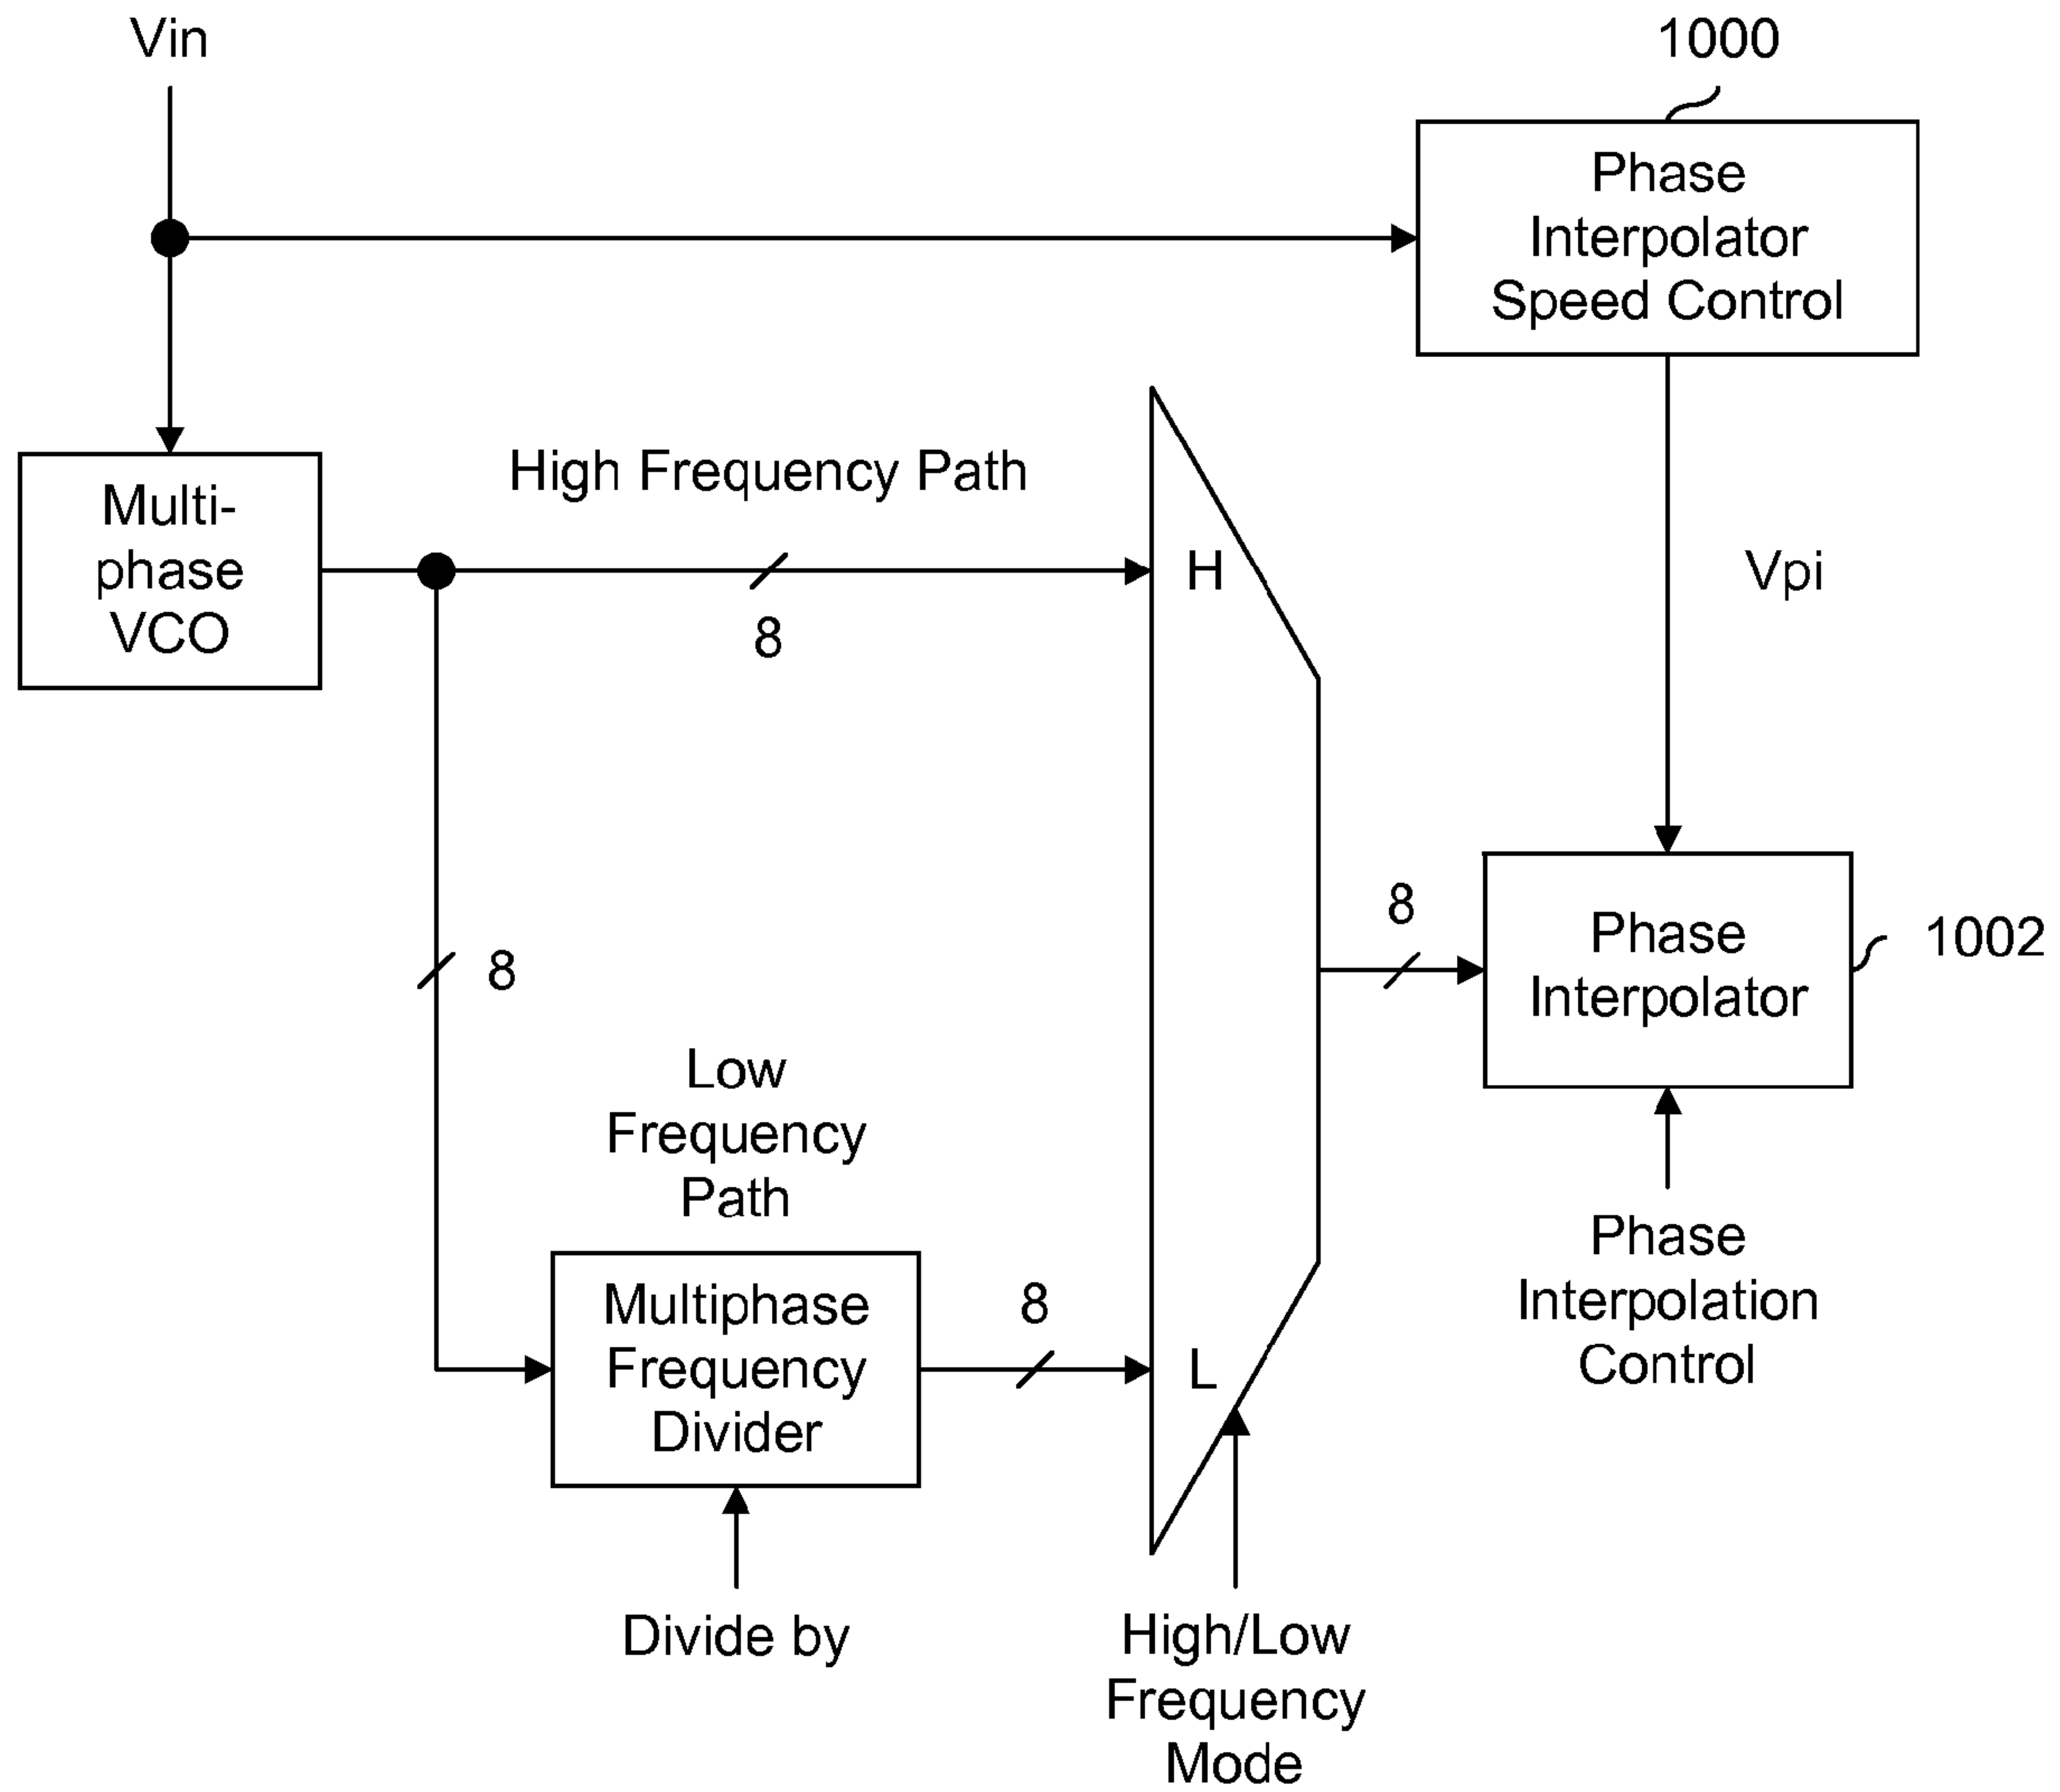 Vin
1000
Phase
Interpolator
Speed Control
High Frequency Path
Multi-
phase
VCO
H
8
Vpi
8
8
Phase
Interpolator
1002
Low
Frequency
Path
Multiphase
Frequency
Divider
8
L
Phase
Interpolation
Control
Divide by
High/Low
Frequency
Mode